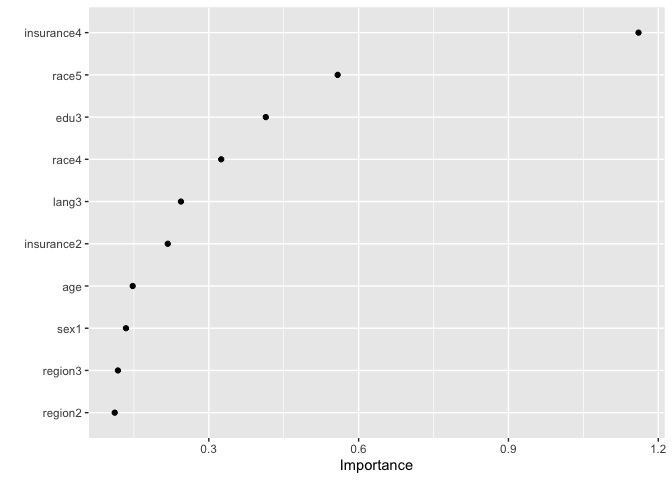 insurance4
race5
edu3
race4
lang3
insurance2
age
sex1
region3
region2
0.3 0.6 0.9 1.2
Importance